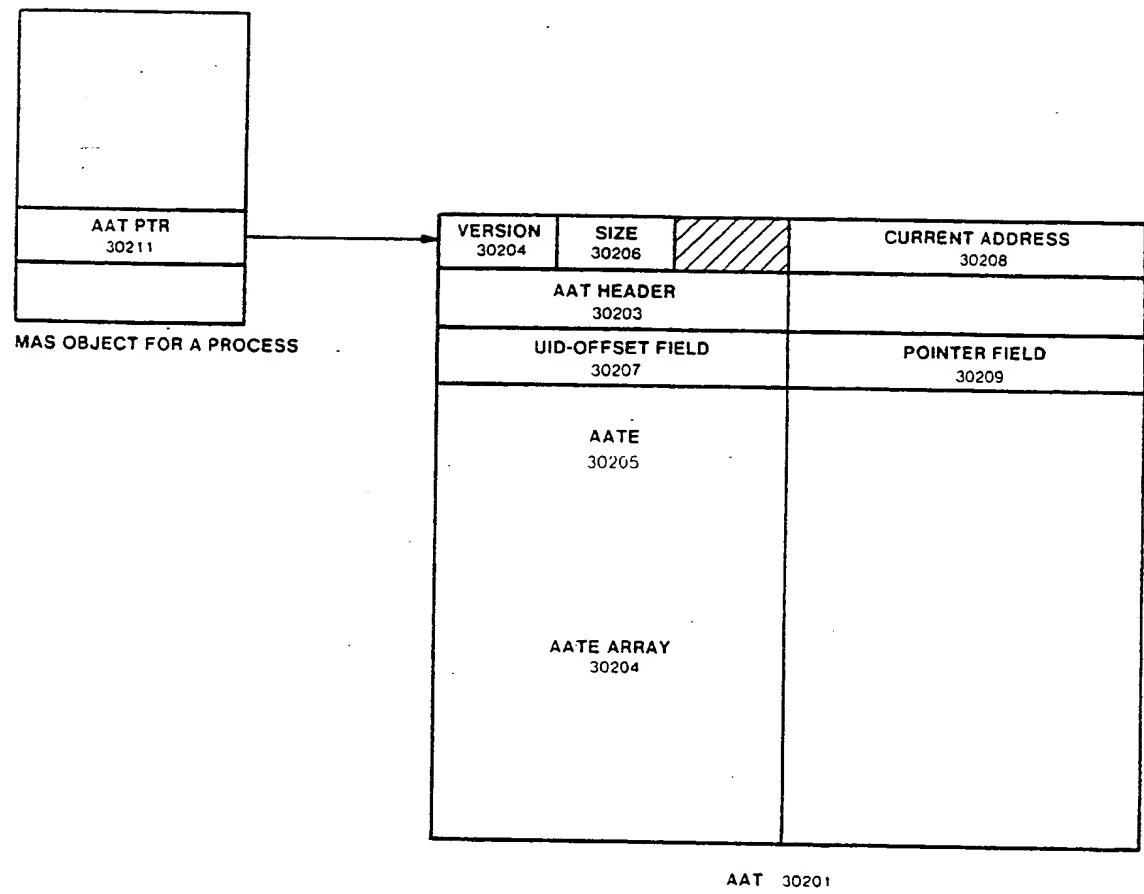 AAT PTR
30211
MAS OBJECT FOR A PROCESS
VERSION
30204
SIZE
30206
CURRENT ADDRESS
30208
AAT HEADER
30203
UID-OFFSET FIELD
30207
POINTER FIELD
30209
AATE
30205
AATE ARRAY
30204
AAT 30201